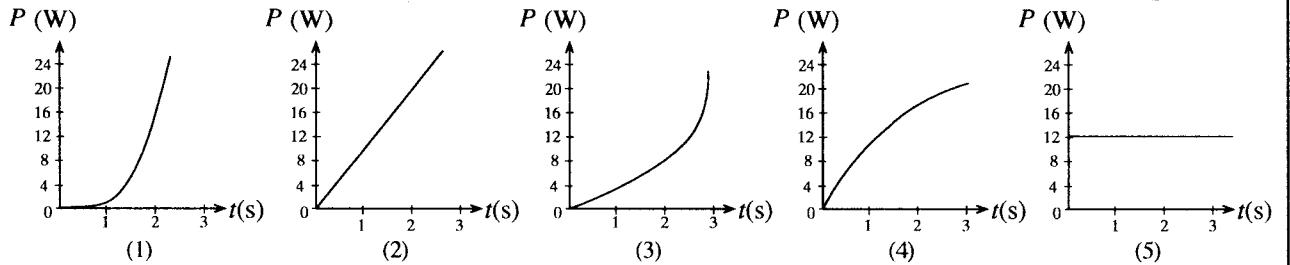 P (W) P (W) P (W) P (W) P (W)
24 24 24 24 24
20 20 20 20 20
16 16 16 16 16
12 12 12 12 12
8 8 8 8 8
4 4 4 4 4
0 0 0 0 0
1 2 3 t(s) 1 2 3 t(s) 1 2 3 t(s) 1 2 3 t(s) 1 2 3 t(s)
(1) (2) (3) (4) (5)